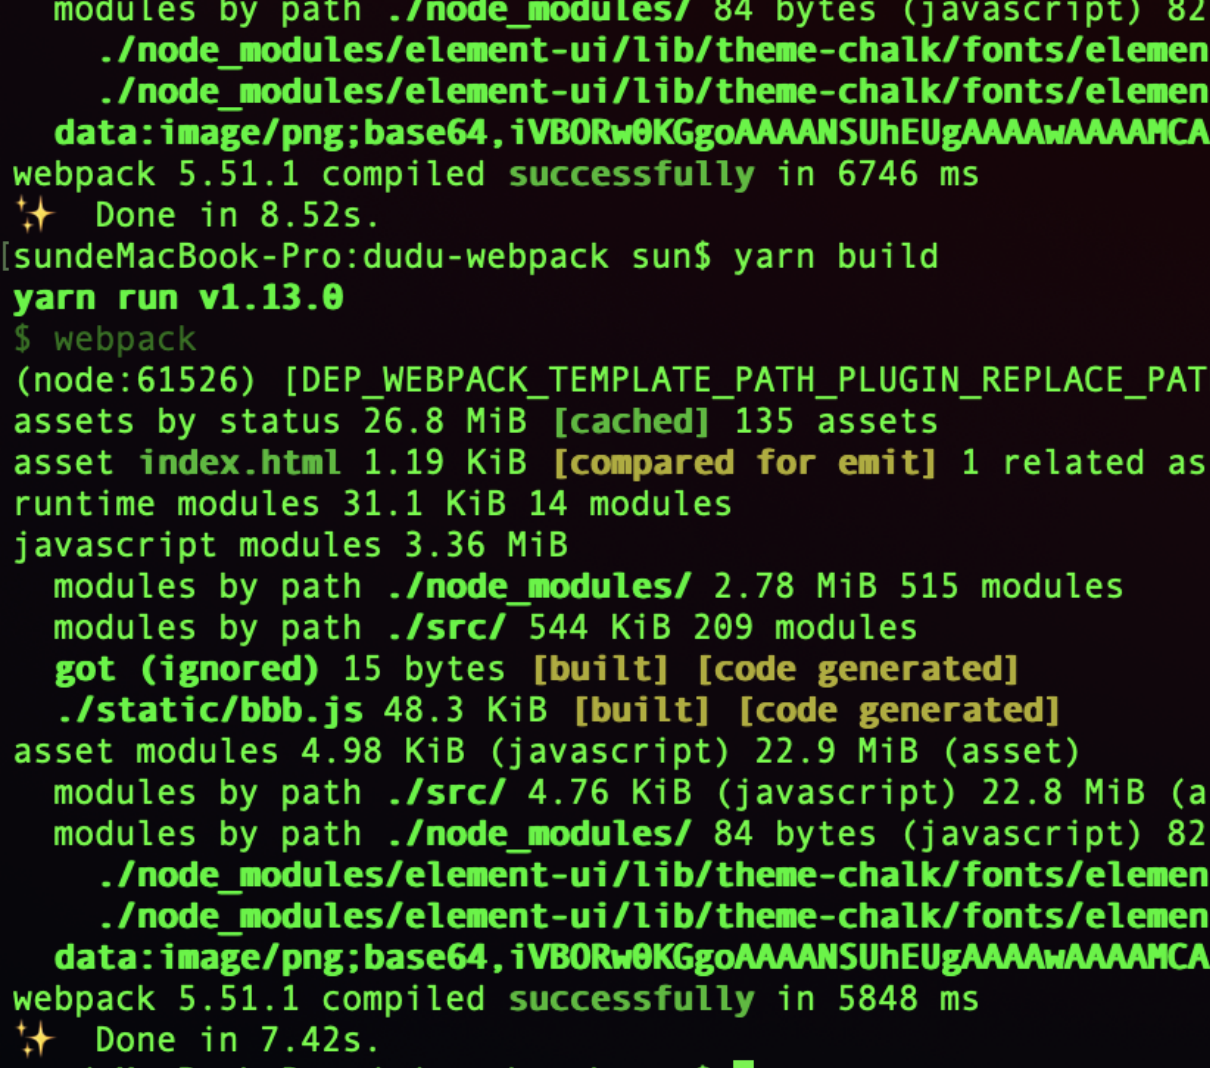 modules by path ./node_modules/ 84 bytes (javascript) 82
./node_modules/element-ui/lib/theme-chalk/fonts/elemen
./node_modules/element-ui/lib/theme-chalk/fonts/elemen
data:image/png;base64,iVBORw0KGgoAAAANSUhEUgAAAAwAAAAMCA
webpack 5.51.1 compiled successfully in 6746 ms
✨ Done in 8.52s.
[sundeMacBook-Pro:dudu-webpack sun$ yarn build
yarn run v1.13.0
$ webpack
(node:61526) [DEP_WEBPACK_TEMPLATE_PATH_PLUGIN_REPLACE_PAT
assets by status 26.8 MiB [cached] 135 assets
asset index.html 1.19 KiB [compared for emit] 1 related as
runtime modules 31.1 KiB 14 modules
javascript modules 3.36 MiB
modules by path ./node_modules/ 2.78 MiB 515 modules
modules by path ./src/ 544 KiB 209 modules
got (ignored) 15 bytes [built] [code generated]
./static/bbb.js 48.3 KiB [built] [code generated]
asset modules 4.98 KiB (javascript) 22.9 MiB (asset)
modules by path ./src/ 4.76 KiB (javascript) 22.8 MiB (a
modules by path ./node_modules/ 84 bytes (javascript) 82
./node_modules/element-ui/lib/theme-chalk/fonts/elemen
./node_modules/element-ui/lib/theme-chalk/fonts/elemen
data:image/png;base64,iVBORw0KGgoAAAANSUhEUgAAAAwAAAAMCA
webpack 5.51.1 compiled successfully in 5848 ms
✨ Done in 7.42s.